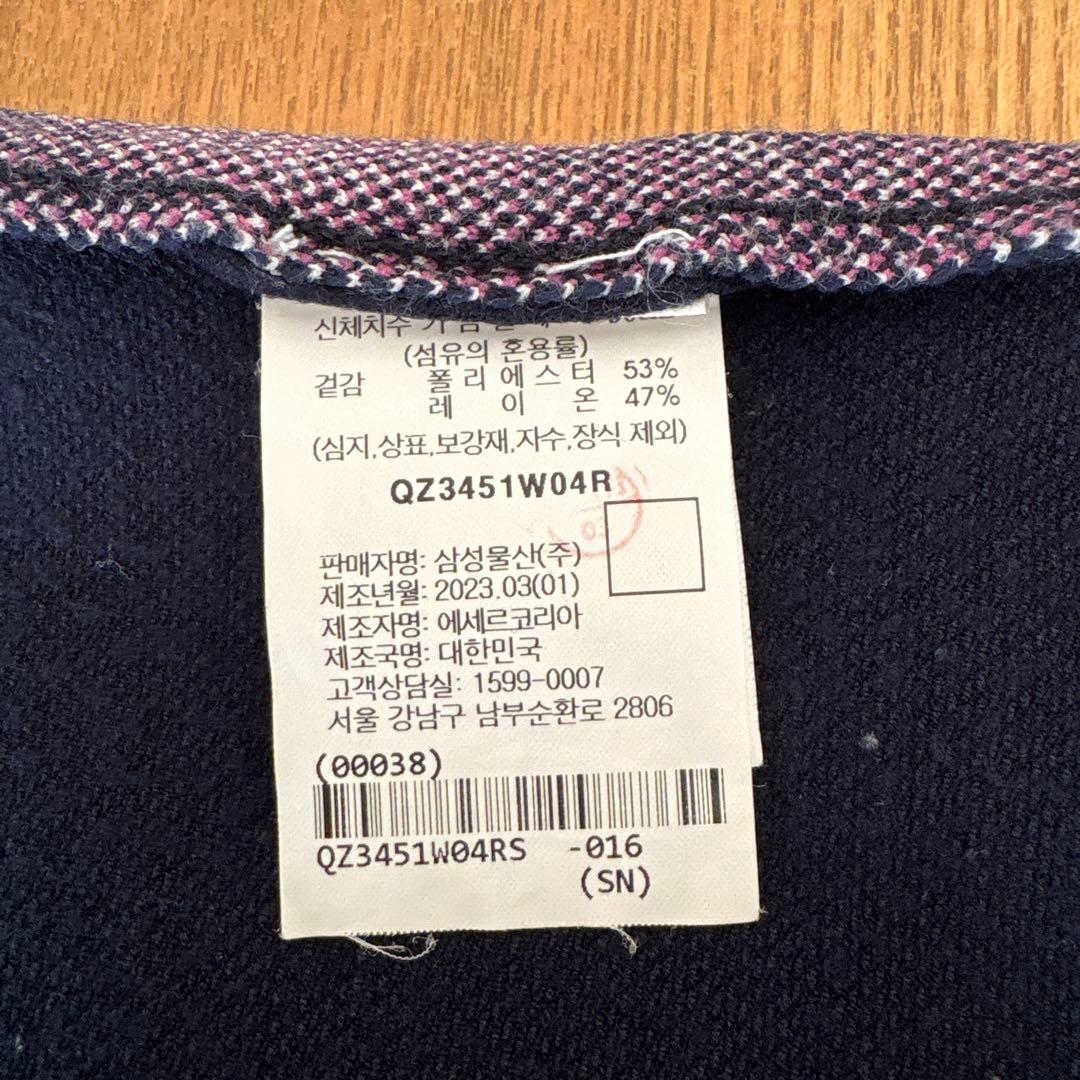 신체치수
(섬유의 혼용률)
겉감 폴리에스터 53%
레이온 47%
(심지,상표,보강재,자수,장식 제외)
QZ3451W04R
판매자명: 삼성물산(주)
제조년월: 2023.03(01)
제조자명: 에세르코리아
제조국명: 대한민국
고객상담실: 1599-0007
서울 강남구 남부순환로 2806
(00038)
QZ3451W04RS -016
(SN)